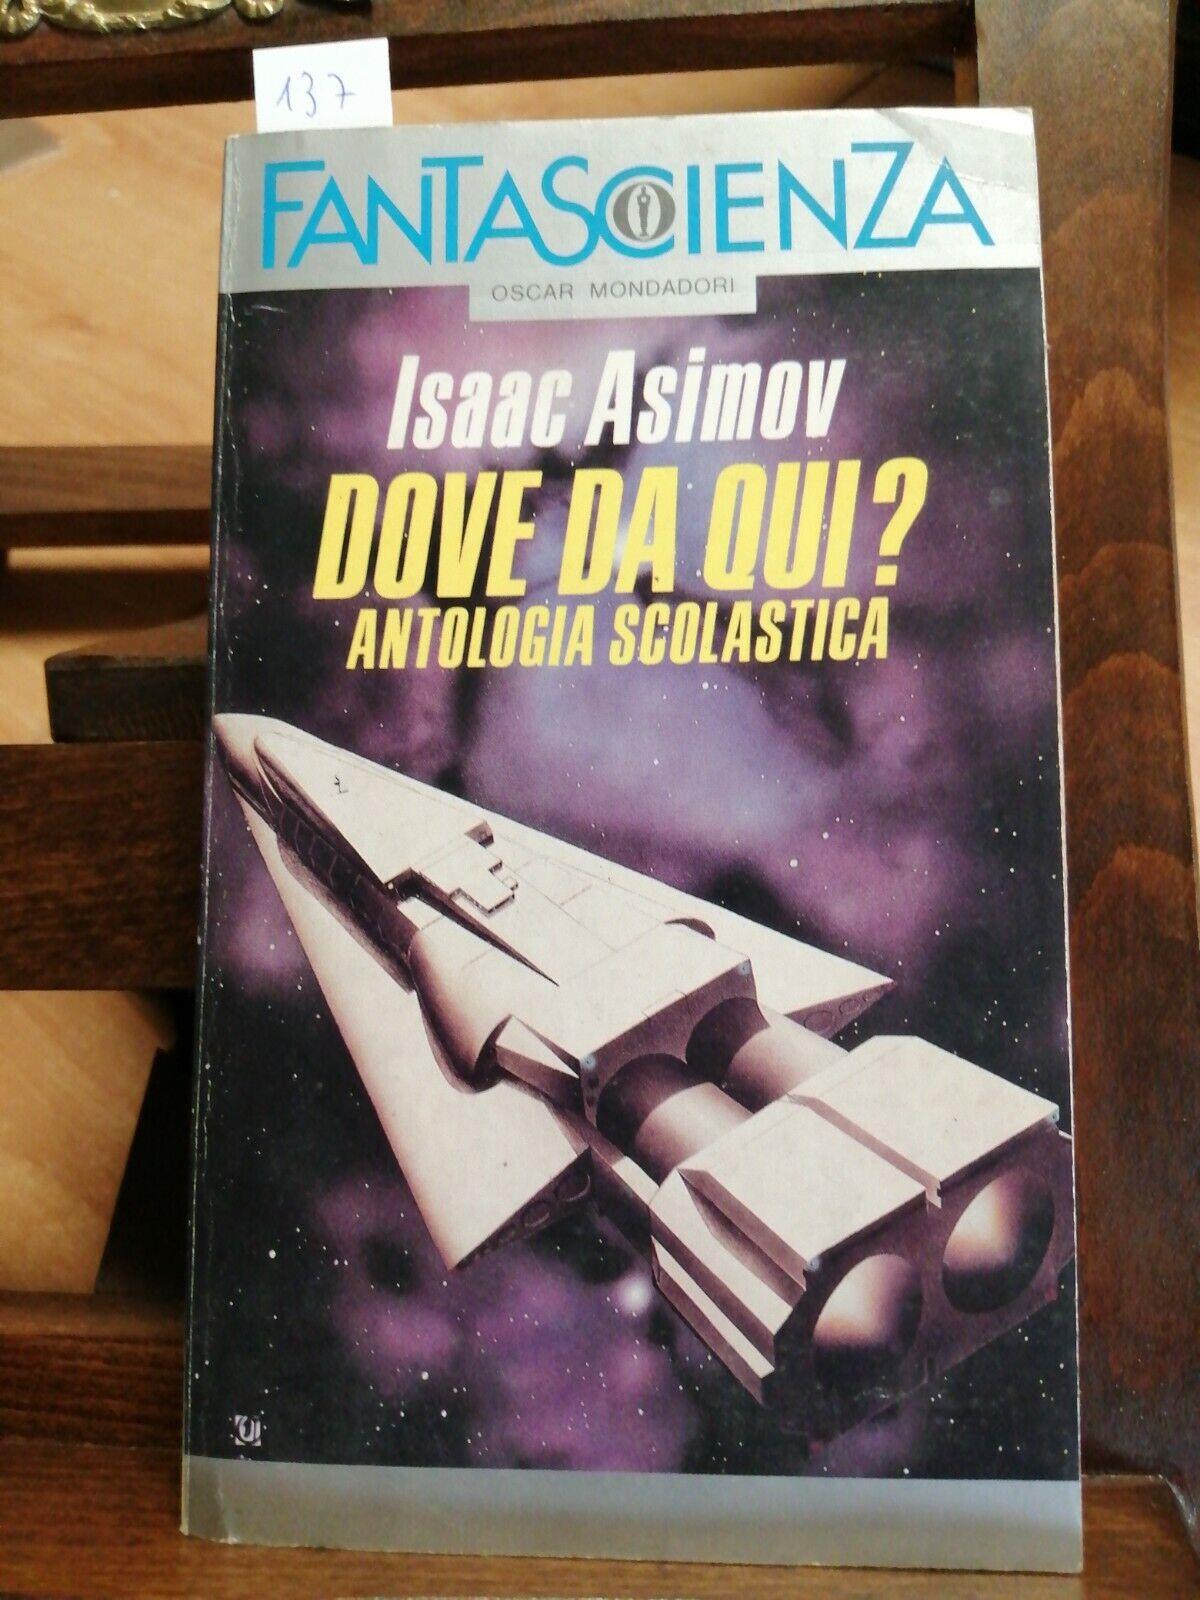 137
FANTASCIENZA
OSCAR MONDADORI
Isaac Asimov
DOVE DA QUI?
ANTOLOGIA SCOLASTICA